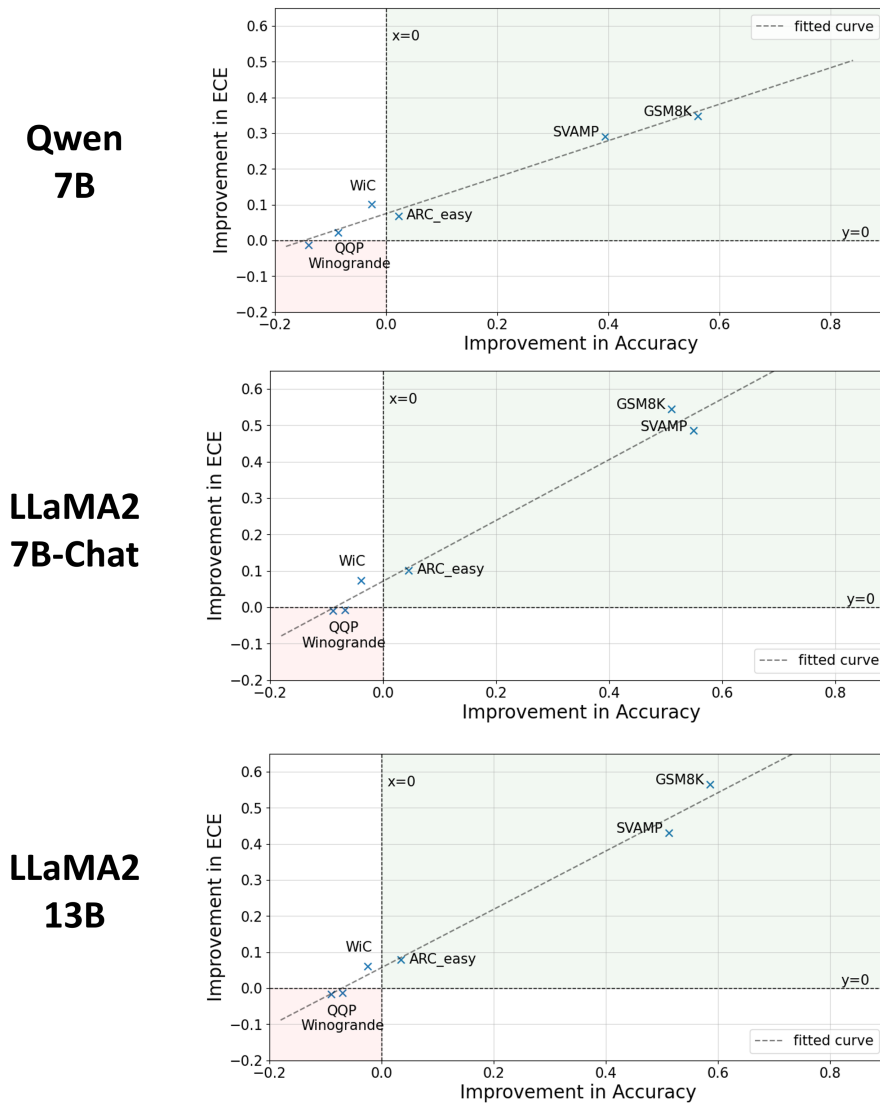 Qwen
7B
Improvement in ECE
0.6
0.5
0.4
0.3
0.2
0.1
0.0
−0.1
−0.2
x=0
fitted curve
GSM8K
SVAMP
WiC
ARC_easy
QQP
Winogrande
y=0
−0.2
0.0
0.2
0.4
0.6
0.8
Improvement in Accuracy
LLaMA2
7B-Chat
Improvement in ECE
0.6
0.5
0.4
0.3
0.2
0.1
0.0
−0.1
−0.2
x=0
GSM8K
SVAMP
WiC
ARC_easy
y=0
QQP
Winogrande
fitted curve
−0.2
0.0
0.2
0.4
0.6
0.8
Improvement in Accuracy
LLaMA2
13B
Improvement in ECE
0.6
0.5
0.4
0.3
0.2
0.1
0.0
−0.1
−0.2
x=0
GSM8K
SVAMP
WiC
ARC_easy
y=0
QQP
Winogrande
fitted curve
−0.2
0.0
0.2
0.4
0.6
0.8
Improvement in Accuracy